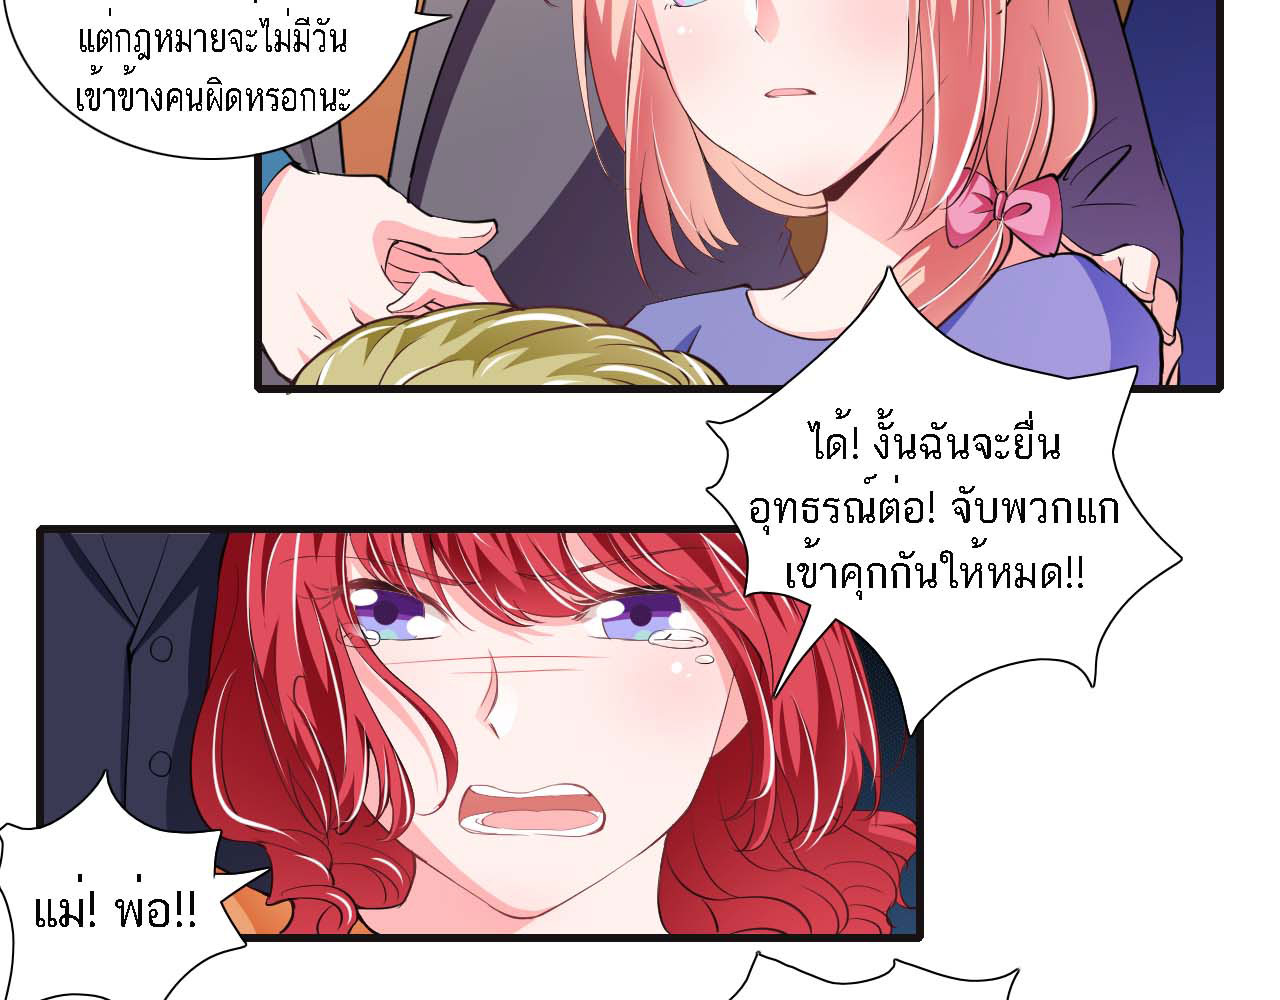 แต่กฎหมายจะไม่มีวัน
เข้าข้างคนผิดหรอกนะ
ได้! งั้นฉันจะยื่น
อุทธรณ์ต่อ! จับพวกแก
เข้าคุกกันให้หมด!!
แม่! พ่อ!!